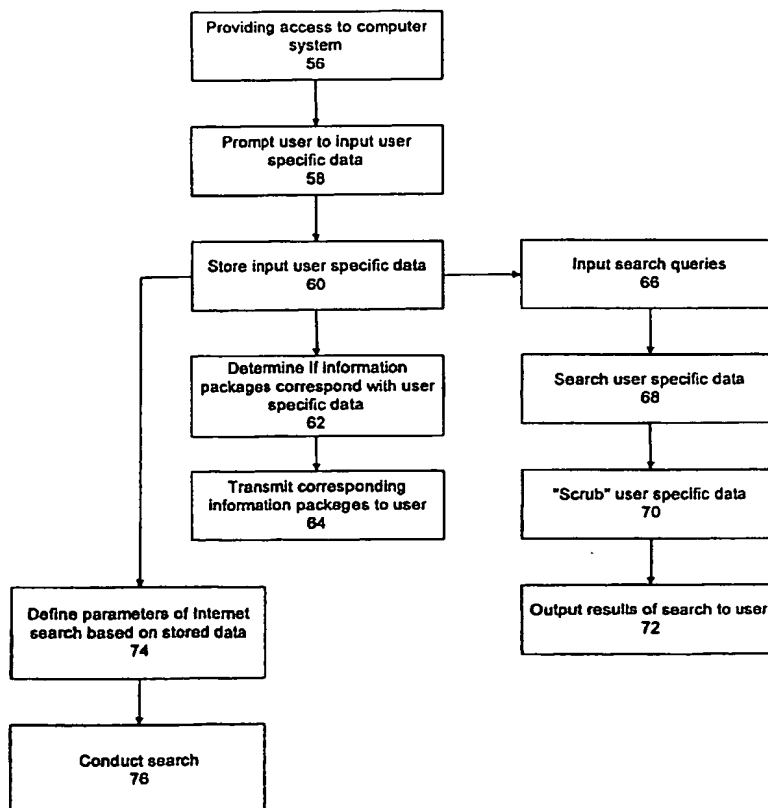 Providing access to computer
system
56
Prompt user to input user
specific data
58
Store input user specific data
60
Input search queries
66
Determine if information
packages correspond with user
specific data
62
Search user specific data
68
Transmit corresponding
information packages to user
64
"Scrub" user specific data
70
Define parameters of Internet
search based on stored data
74
Output results of search to user
72
Conduct search
76